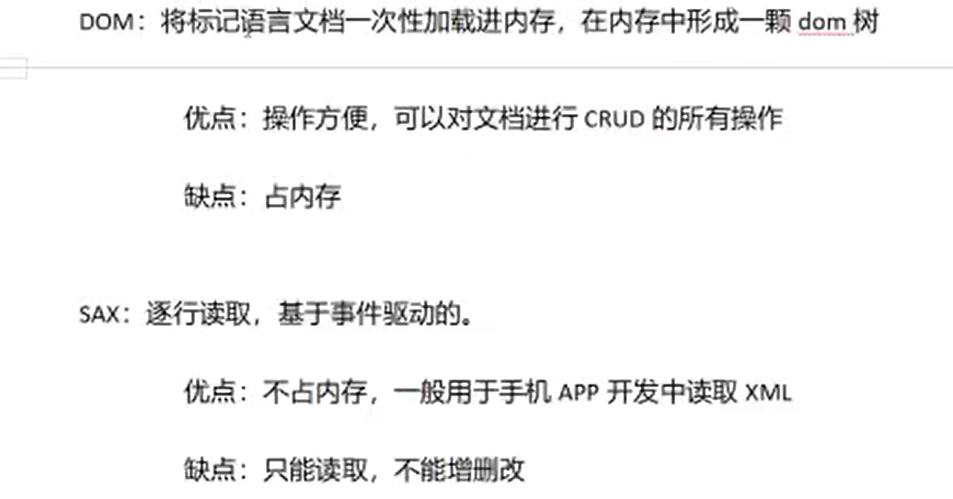 DOM：将标记语言文档一次性加载进内存，在内存中形成一颗 dom 树
优点：操作方便，可以对文档进行 CRUD 的所有操作
缺点：占内存
SAX：逐行读取，基于事件驱动的。
优点：不占内存，一般用于手机 APP 开发中读取 XML
缺点：只能读取，不能增删改